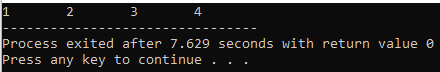 1       2       3       4
--------------------------------
Process exited after 7.629 seconds with return value 0
Press any key to continue . . .